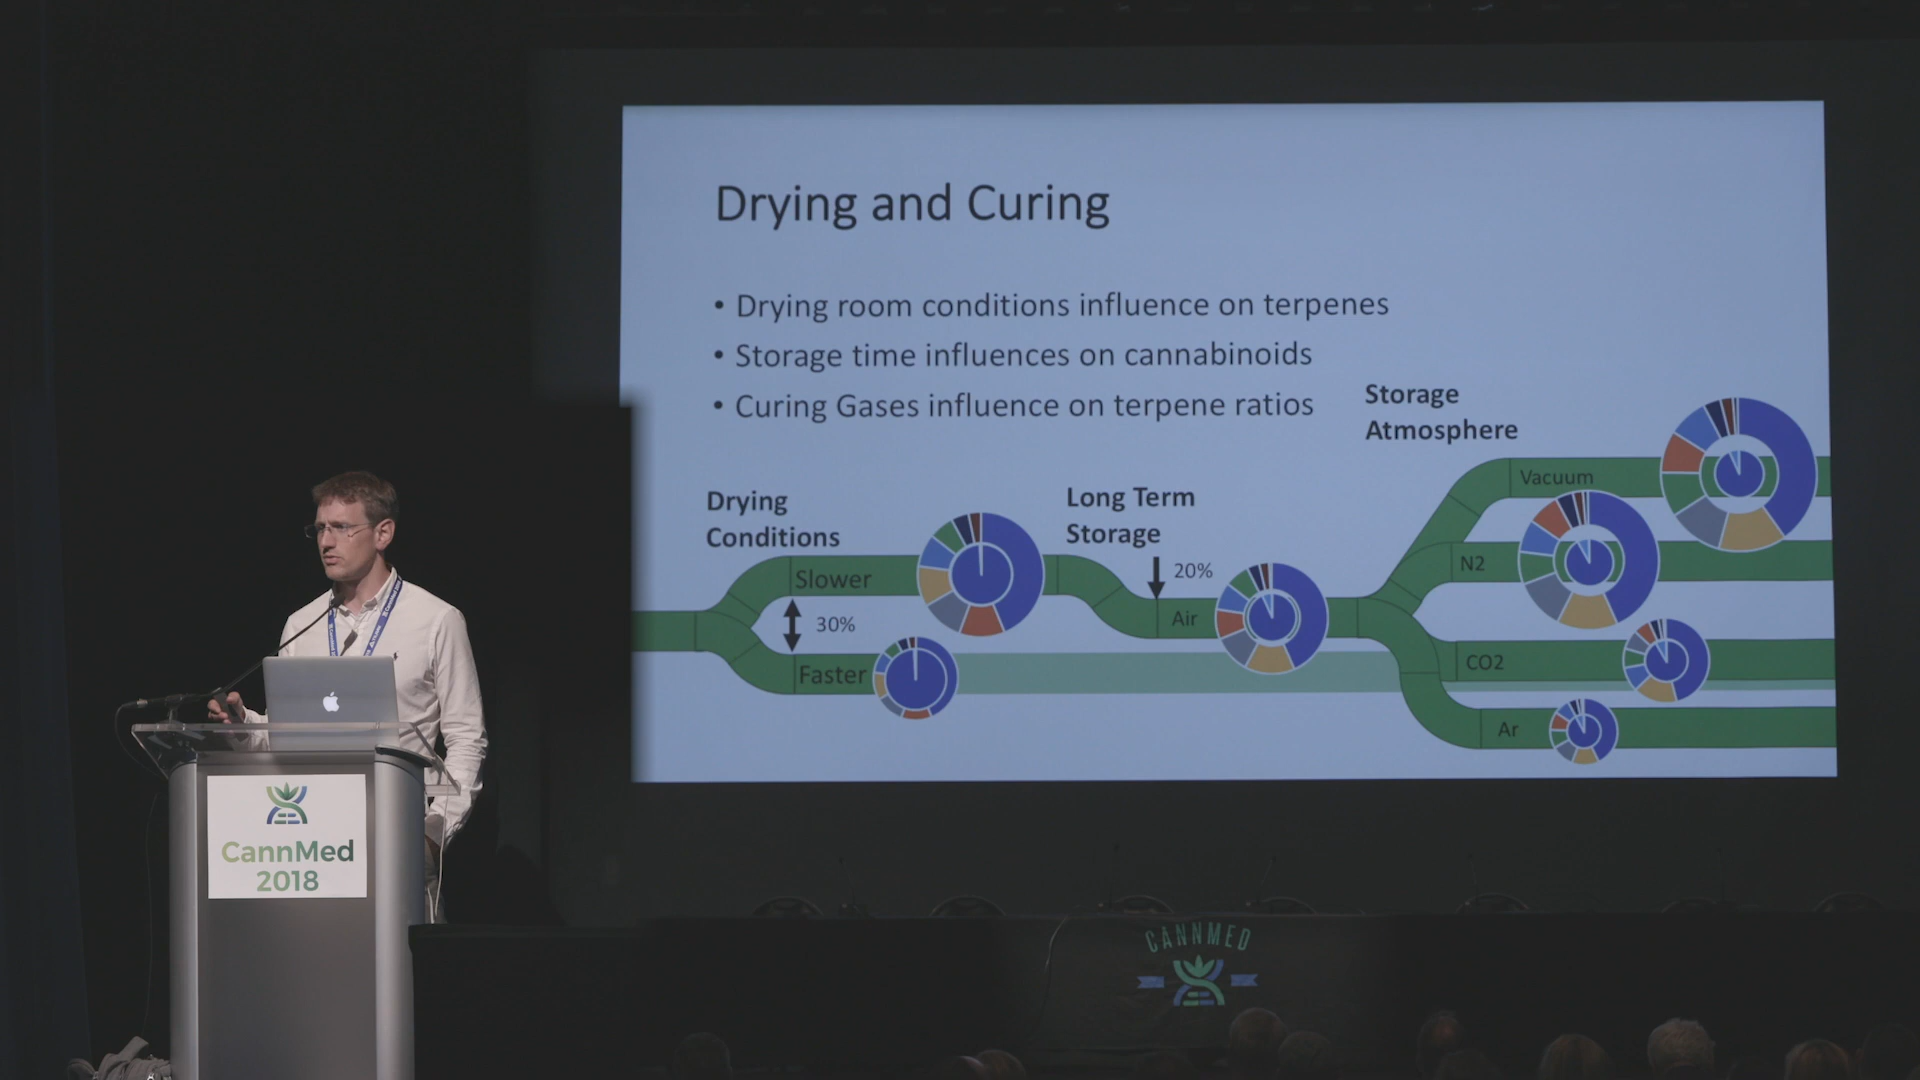 Drying and Curing
• Drying room conditions influence on terpenes
• Storage time influences on cannabinoids
• Curing Gases influence on terpene ratios
Storage
Atmosphere
Drying
Conditions
Long Term
Storage
Vacuum
N2
Slower
20%
30%
Air
Faster
CO2
Ar
CannMed
2018
CANNMED